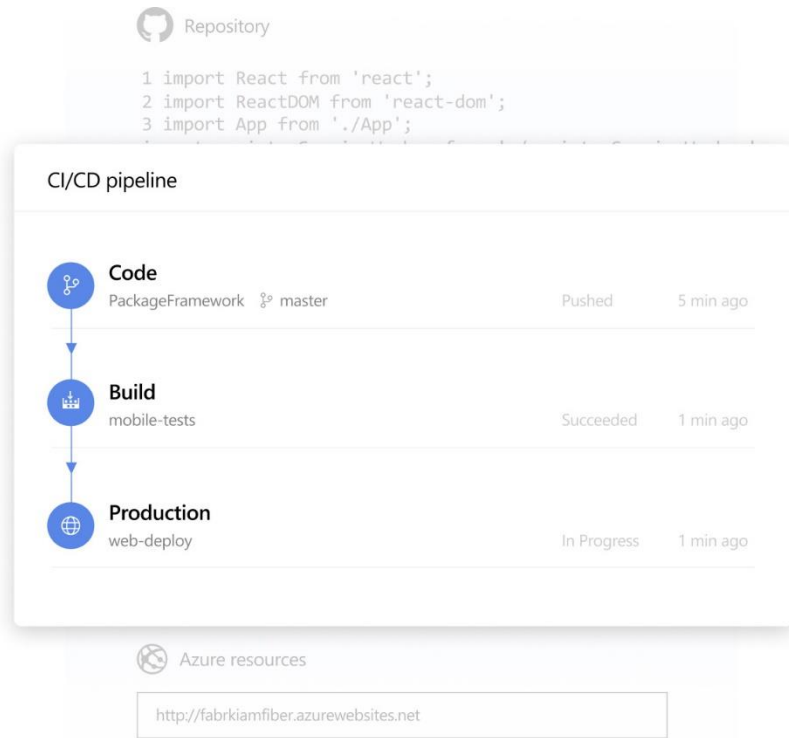 Repository
1 import React from 'react';
2 import ReactDOM from 'react-dom';
3 import App from './App';
CI/CD pipeline
Code
PackageFramework master Pushed 5 min ago
Build
mobile-tests Succeeded 1 min ago
Production
web-deploy In Progress 1 min ago
Azure resources
http://fabrkiamfiber.azurewebsites.net